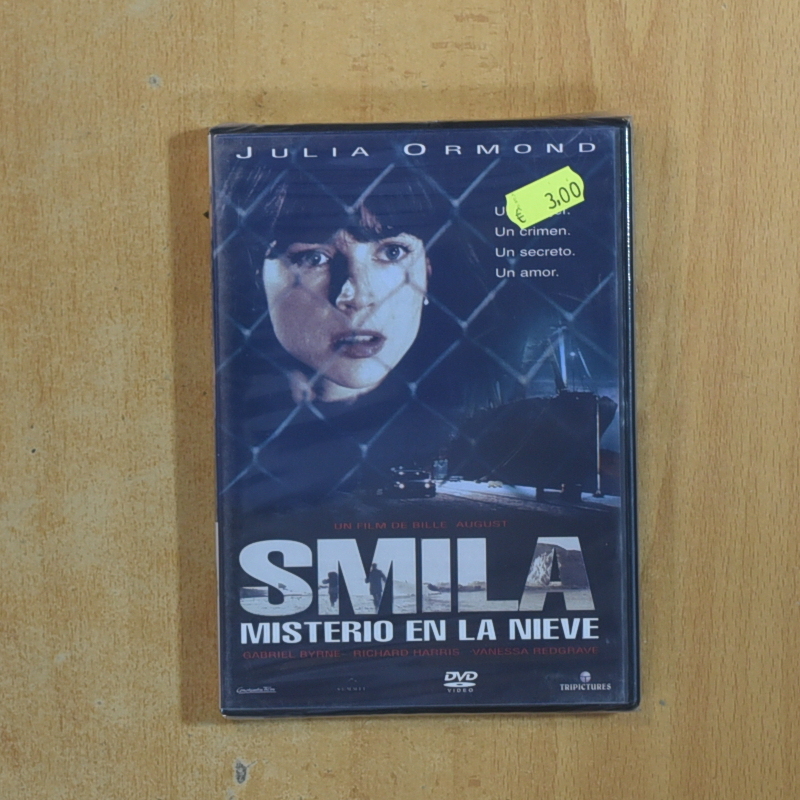 JULIA ORMOND
€ 3,00
Un crimen.
Un secreto.
Un amor.
UN FILM DE BILLE AUGUST
SMILA
MISTERIO EN LA NIEVE
GABRIEL BYRNE RICHARD HARRIS VANESSA REDGRAVE
DVD
VIDEO
TRIPICTURES